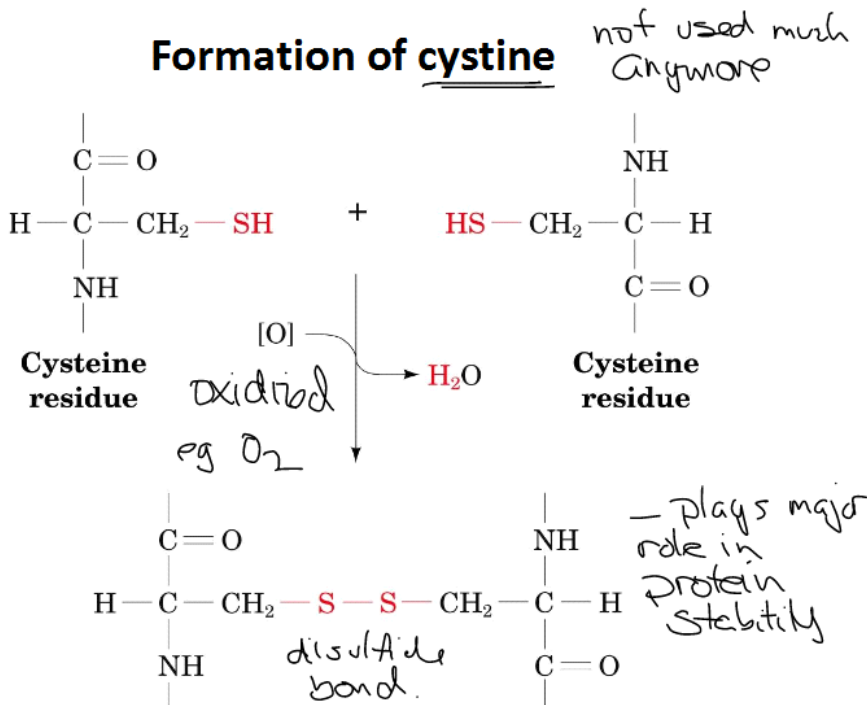 Formation of cystine
not used much
anymore
C=O
H—C—CH₂—SH
NH
Cysteine
residue
+
NH
HS—CH₂—C—H
C=O
Cysteine
residue
[O]
H₂O
oxidized
eg O₂
C=O
H—C—CH₂—S—S—CH₂—C—H
NH
NH
C=O
disulfide
bond.
— plays major
role in
protein
stability